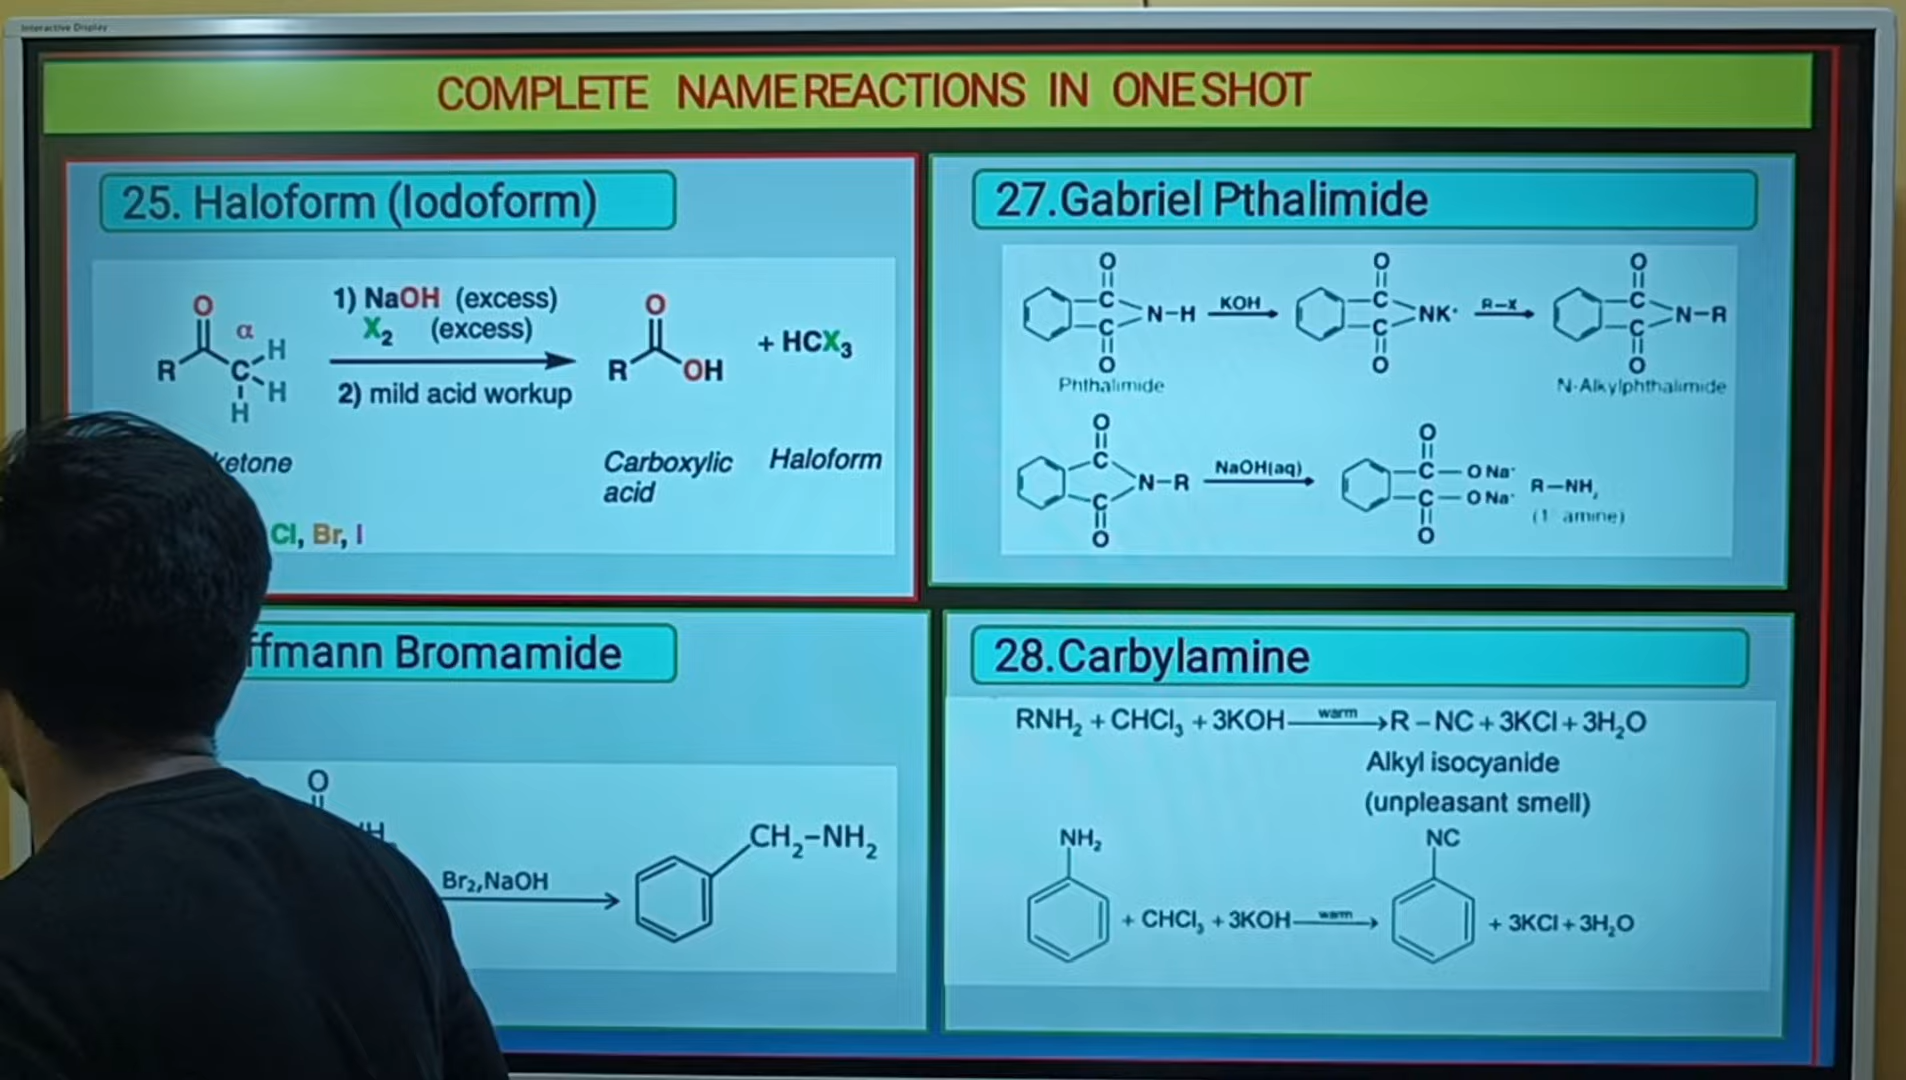 Interactive Display
COMPLETE NAME REACTIONS IN ONE SHOT
25. Haloform (Iodoform)
O
α
H
R
C
H
H
1) NaOH (excess)
X₂ (excess)
2) mild acid workup
O
R
OH
+ HCX₃
ketone
Carboxylic acid
Haloform
Cl, Br, I
27.Gabriel Pthalimide
O
C
N–H
C
O
Phthalimide
KOH
O
C
NK⁺
C
O
R–X
O
C
N–R
C
O
N-Alkylphthalimide
O
C
N–R
C
O
NaOH(aq)
O
C–O Na⁺
C–O Na⁺
O
R–NH₂
(1 amine)
ffmann Bromamide
O
Br₂,NaOH
CH₂–NH₂
28.Carbylamine
RNH₂ + CHCl₃ + 3KOH warm → R – NC + 3KCl + 3H₂O
Alkyl isocyanide
(unpleasant smell)
NH₂
NC
+ CHCl₃ + 3KOH warm →
+ 3KCl + 3H₂O